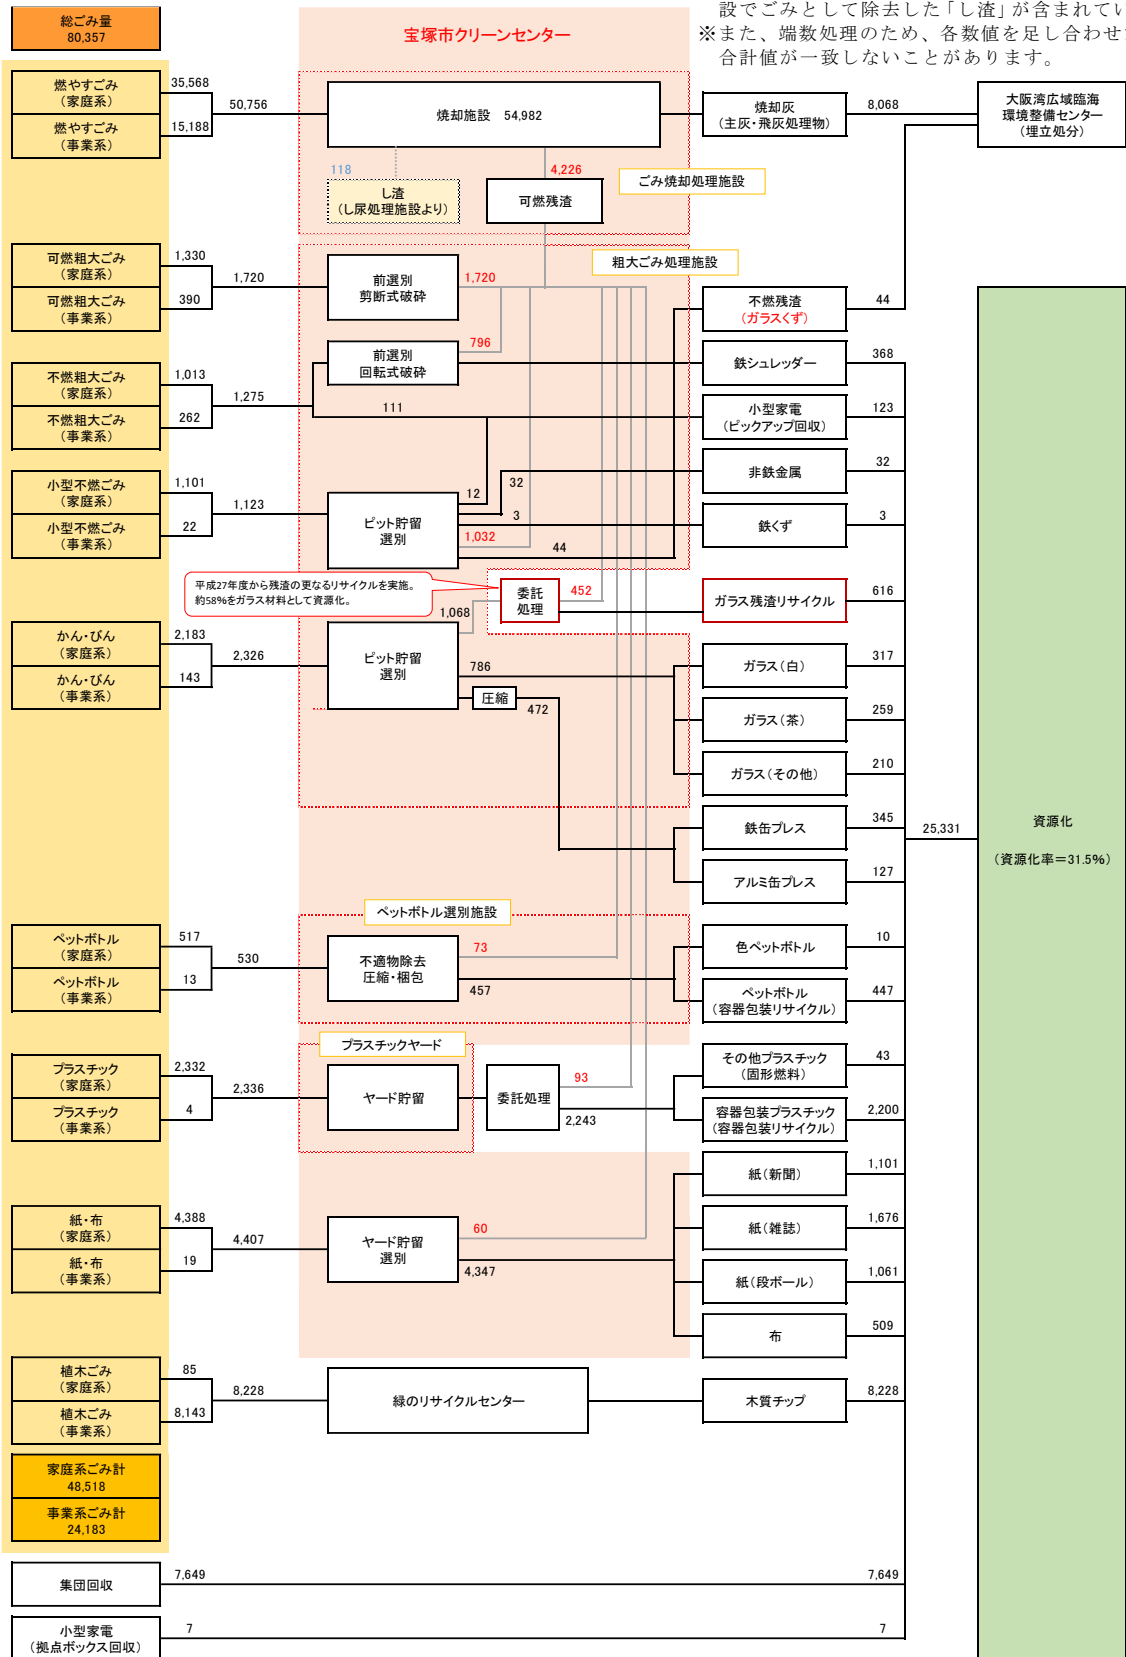 総ごみ量
80,357
宝塚市クリーンセンター
設でごみとして除去した「し渣」が含まれてい
※また、端数処理のため、各数値を足し合わせ
合計値が一致しないことがあります。
燃やすごみ
(家庭系)
35,568
燃やすごみ
(事業系)
15,188
50,756
焼却施設 54,982
焼却灰
(主灰・飛灰処理物)
8,068
大阪湾広域臨海
環境整備センター
(埋立処分)
118
し渣
(し尿処理施設より)
4,226
可燃残渣
ごみ焼却処理施設
可燃粗大ごみ
(家庭系)
1,330
可燃粗大ごみ
(事業系)
390
1,720
前選別
剪断式破砕
1,720
粗大ごみ処理施設
不燃残渣
(ガラスくず)
44
前選別
回転式破砕
796
鉄シュレッダー
368
不燃粗大ごみ
(家庭系)
1,013
不燃粗大ごみ
(事業系)
262
1,275
111
小型家電
(ピックアップ回収)
123
非鉄金属
32
小型不燃ごみ
(家庭系)
1,101
小型不燃ごみ
(事業系)
22
1,123
ピット貯留
選別
12
32
3
1,032
44
鉄くず
3
平成27年度から残渣の更なるリサイクルを実施。
約58%をガラス材料として資源化。
委託
処理
452
ガラス残渣リサイクル
616
かん・びん
(家庭系)
2,183
かん・びん
(事業系)
143
2,326
ピット貯留
選別
1,068
786
圧縮
472
ガラス(白)
317
ガラス(茶)
259
ガラス(その他)
210
鉄缶プレス
345
アルミ缶プレス
127
25,331
資源化
(資源化率=31.5%)
ペットボトル選別施設
ペットボトル
(家庭系)
517
ペットボトル
(事業系)
13
530
不適物除去
圧縮・梱包
73
457
色ペットボトル
10
ペットボトル
(容器包装リサイクル)
447
プラスチックヤード
プラスチック
(家庭系)
2,332
プラスチック
(事業系)
4
2,336
ヤード貯留
委託処理
93
2,243
その他プラスチック
(固形燃料)
43
容器包装プラスチック
(容器包装リサイクル)
2,200
紙・布
(家庭系)
4,388
紙・布
(事業系)
19
4,407
ヤード貯留
選別
60
4,347
紙(新聞)
1,101
紙(雑誌)
1,676
紙(段ボール)
1,061
布
509
植木ごみ
(家庭系)
85
植木ごみ
(事業系)
8,143
8,228
緑のリサイクルセンター
木質チップ
8,228
家庭系ごみ計
48,518
事業系ごみ計
24,183
集団回収
7,649
7,649
小型家電
(拠点ボックス回収)
7
7